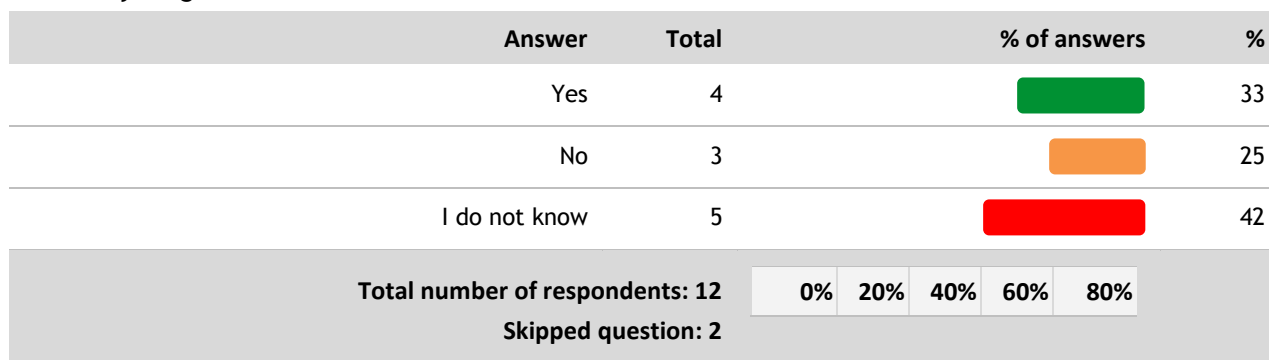 Answer Total % of answers %
Yes 4 33
No 3 25
I do not know 5 42
Total number of respondents: 12 0% 20% 40% 60% 80%
Skipped question: 2